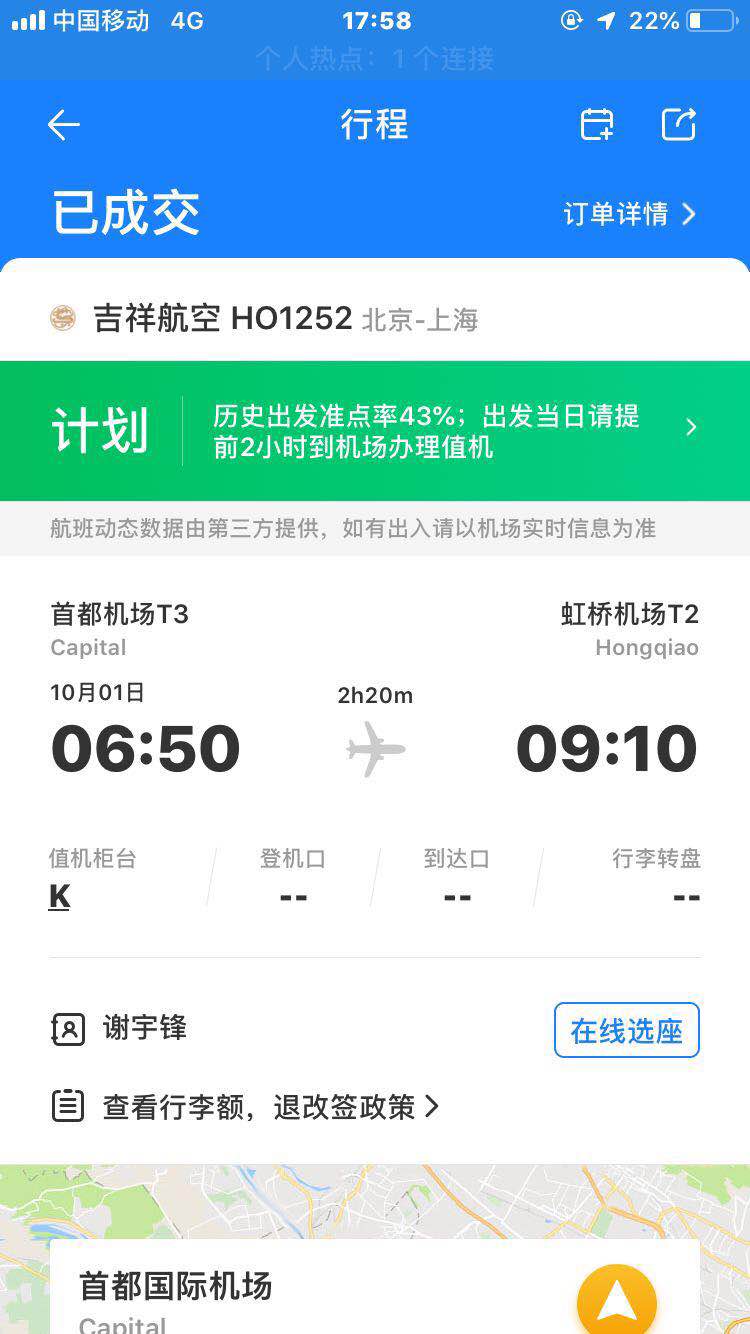 中国移动 4G 17:58 22%
个人热点：1 个连接
行程
已成交 订单详情
吉祥航空 HO1252 北京-上海
计划
历史出发准点率43%；出发当日请提
前2小时到机场办理值机
航班动态数据由第三方提供，如有出入请以机场实时信息为准
首都机场T3 虹桥机场T2
Capital Hongqiao
10月01日 2h20m
06:50 09:10
值机柜台 登机口 到达口 行李转盘
K -- -- --
谢宇锋 在线选座
查看行李额，退改签政策
首都国际机场
Capital